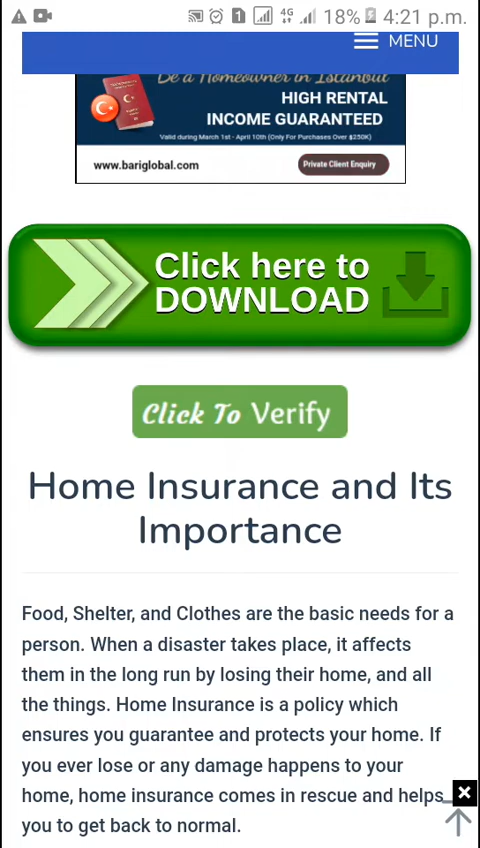 4G 18% 4:21 p.m.
MENU
Be a Homeowner in Istanbul
HIGH RENTAL
INCOME GUARANTEED
Valid during March 1st - April 10th (Only For Purchases Over $250K)
www.bariglobal.com Private Client Enquiry
Click here to
DOWNLOAD
Click To Verify
Home Insurance and Its
Importance
Food, Shelter, and Clothes are the basic needs for a
person. When a disaster takes place, it affects
them in the long run by losing their home, and all
the things. Home Insurance is a policy which
ensures you guarantee and protects your home. If
you ever lose or any damage happens to your
home, home insurance comes in rescue and helps
you to get back to normal.